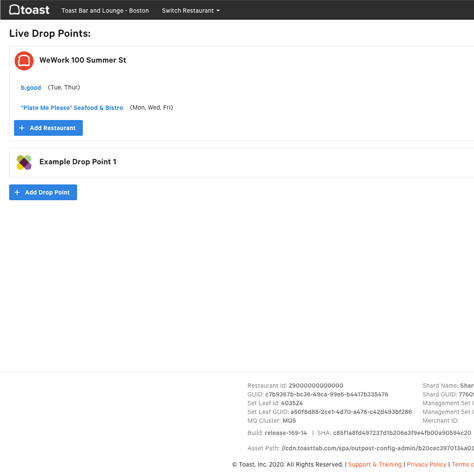 toast Toast Bar and Lounge - Boston Switch Restaurant
Live Drop Points:
WeWork 100 Summer St
b.good (Tue, Thur)
"Plate Me Please" Seafood & Bistro (Mon, Wed, Fri)
+ Add Restaurant
Example Drop Point 1
+ Add Drop Point
Restaurant Id: 29000000000000 Shard Name: Shar
GUID: c7b9367b-bc36-49ca-99e6-b4417b335476 Shard GUID: 7760
Set Leaf Id: 403524 Management Set
Set Leaf GUID: a60f8d88-2ce1-4d70-a476-c42d493bf286 Management Set
MQ Cluster: MQ5 Merchant ID:
Build: release-169-14 | SHA: c85f1a8fd497237d1b206e3f9e4fb00a90594c20
Asset Path: //cdn.toasttab.com/spa/outpost-config-admin/b20cec3970134a03
© Toast, Inc. 2020. All Rights Reserved. | Support & Training | Privacy Policy | Terms o